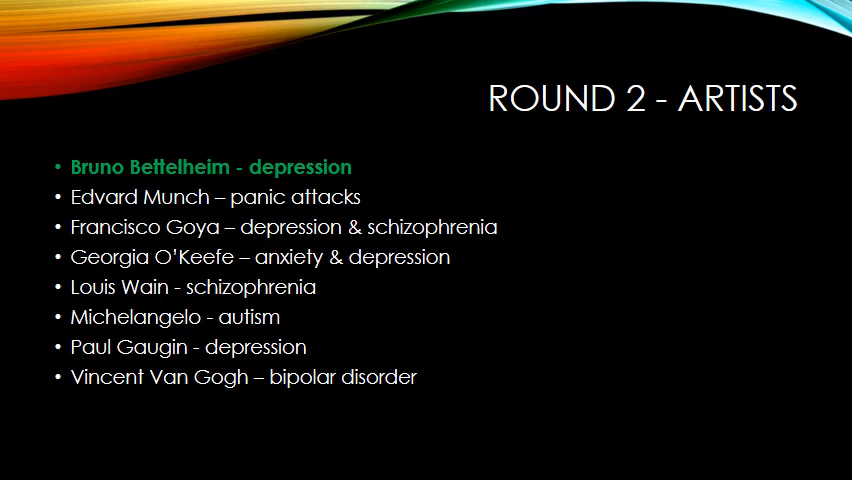 ROUND 2 - ARTISTS
• Bruno Bettelheim - depression
• Edvard Munch – panic attacks
• Francisco Goya – depression & schizophrenia
• Georgia O’Keefe – anxiety & depression
• Louis Wain - schizophrenia
• Michelangelo - autism
• Paul Gaugin - depression
• Vincent Van Gogh – bipolar disorder